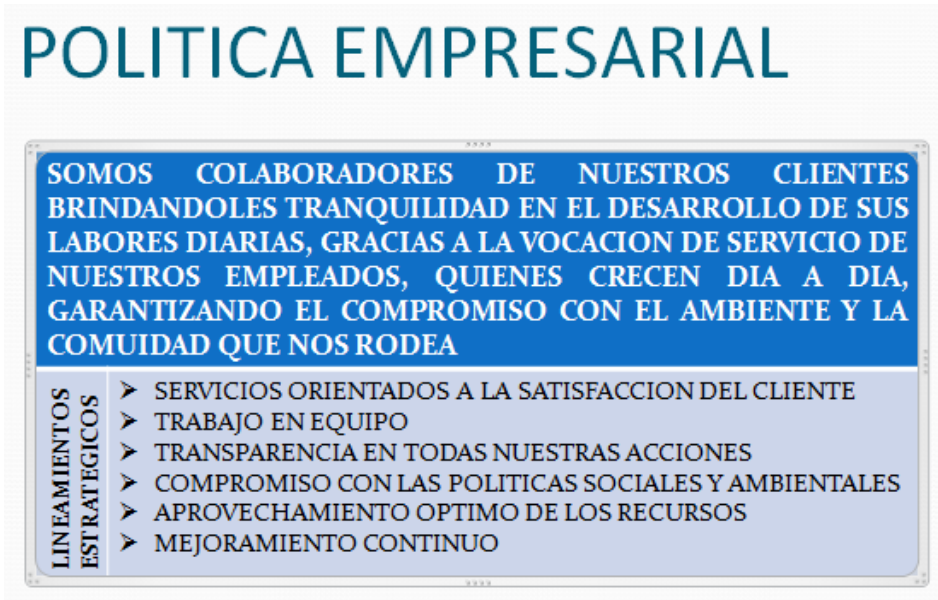 POLITICA EMPRESARIAL
SOMOS COLABORADORES DE NUESTROS CLIENTES
BRINDANDOLES TRANQUILIDAD EN EL DESARROLLO DE SUS
LABORES DIARIAS, GRACIAS A LA VOCACION DE SERVICIO DE
NUESTROS EMPLEADOS, QUIENES CRECEN DIA A DIA,
GARANTIZANDO EL COMPROMISO CON EL AMBIENTE Y LA
COMUIDAD QUE NOS RODEA
LINEAMIENTOS
ESTRATEGICOS
➢ SERVICIOS ORIENTADOS A LA SATISFACCION DEL CLIENTE
➢ TRABAJO EN EQUIPO
➢ TRANSPARENCIA EN TODAS NUESTRAS ACCIONES
➢ COMPROMISO CON LAS POLITICAS SOCIALES Y AMBIENTALES
➢ APROVECHAMIENTO OPTIMO DE LOS RECURSOS
➢ MEJORAMIENTO CONTINUO